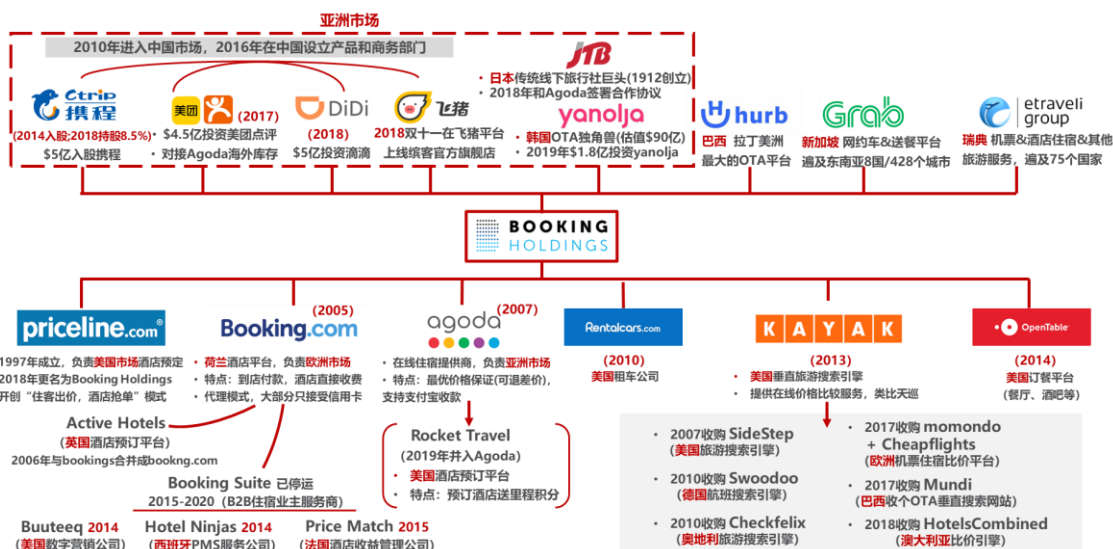 亚洲市场
2010年进入中国市场，2016年在中国设立产品和商务部门
Ctrip
携程
(2014入股;2018持股8.5%)
$5亿入股携程
美团
(2017)
• $4.5亿投资美团点评
• 对接Agoda海外库存
DiDi
(2018)
$5亿投资滴滴
飞猪
2018双十一在飞猪平台
上线缤客官方旗舰店
JTB
• 日本传统线下旅行社巨头(1912创立)
• 2018年和Agoda签署合作协议
yanolja
• 韩国OTA独角兽(估值$90亿)
• 2019年$1.8亿投资yanolja
hurb
巴西 拉丁美洲
最大的OTA平台
Grab
新加坡 网约车&送餐平台
遍及东南亚8国/428个城市
etraveli
group
瑞典 机票&酒店住宿&其他
旅游服务，遍及75个国家
BOOKING
HOLDINGS
priceline.com®
1997年成立，负责美国市场酒店预定
2018年更名为Booking Holdings
开创“住客出价，酒店抢单”模式
(2005)
Booking.com
• 荷兰酒店平台，负责欧洲市场
• 特点：到店付款，酒店直接收费
• 代理模式，大部分只接受信用卡
Active Hotels
(英国酒店预订平台)
2006年与bookings合并成bookng.com
Booking Suite 已停运
2015-2020（B2B住宿业主服务商）
Buuteeq 2014
(美国数字营销公司)
Hotel Ninjas 2014
(西班牙PMS服务公司)
Price Match 2015
(法国酒店收益管理公司)
agoda
(2007)
• 在线住宿提供商，负责亚洲市场
• 特点：最优价格保证(可退差价)，
支持支付宝收款
Rocket Travel
(2019年并入Agoda)
• 美国酒店预订平台
• 特点：预订酒店送里程积分
Rentalcars.com
(2010)
美国租车公司
KAYAK
(2013)
• 美国垂直旅游搜索引擎
• 提供在线价格比较服务，类比天巡
• 2007收购 SideStep
(美国旅游搜索引擎)
• 2010收购 Swoodoo
(德国航班搜索引擎)
• 2010收购 Checkfelix
(奥地利旅游搜索引擎)
• 2017收购 momondo
+ Cheapflights
(欧洲机票住宿比价平台)
• 2017收购 Mundi
(巴西收个OTA垂直搜索网站)
• 2018收购 HotelsCombined
(澳大利亚比价引擎)
OpenTable
(2014)
美国订餐平台
(餐厅、酒吧等)